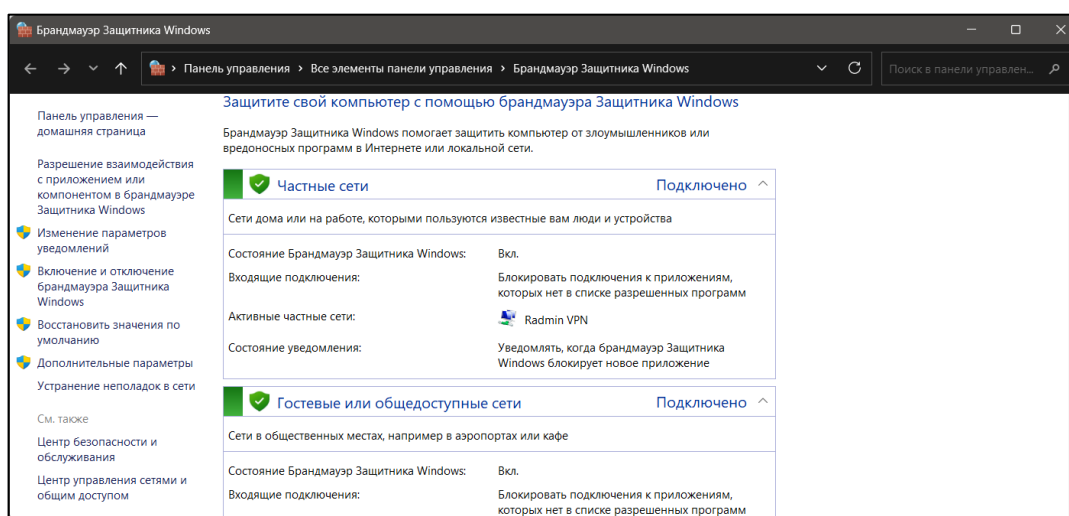 Брандмауэр Защитника Windows
Панель управления > Все элементы панели управления > Брандмауэр Защитника Windows
Поиск в панели управлен...
Панель управления —
домашняя страница
Разрешение взаимодействия
с приложением или
компонентом в брандмауэре
Защитника Windows
Изменение параметров
уведомлений
Включение и отключение
брандмауэра Защитника
Windows
Восстановить значения по
умолчанию
Дополнительные параметры
Устранение неполадок в сети
См. также
Центр безопасности и
обслуживания
Центр управления сетями и
общим доступом
Защитите свой компьютер с помощью брандмауэра Защитника Windows
Брандмауэр Защитника Windows помогает защитить компьютер от злоумышленников или
вредоносных программ в Интернете или локальной сети.
Частные сети Подключено
Сети дома или на работе, которыми пользуются известные вам люди и устройства
Состояние Брандмауэр Защитника Windows: Вкл.
Входящие подключения: Блокировать подключения к приложениям,
которых нет в списке разрешенных программ
Активные частные сети: Radmin VPN
Состояние уведомления: Уведомлять, когда брандмауэр Защитника
Windows блокирует новое приложение
Гостевые или общедоступные сети Подключено
Сети в общественных местах, например в аэропортах или кафе
Состояние Брандмауэр Защитника Windows: Вкл.
Входящие подключения: Блокировать подключения к приложениям,
которых нет в списке разрешенных программ